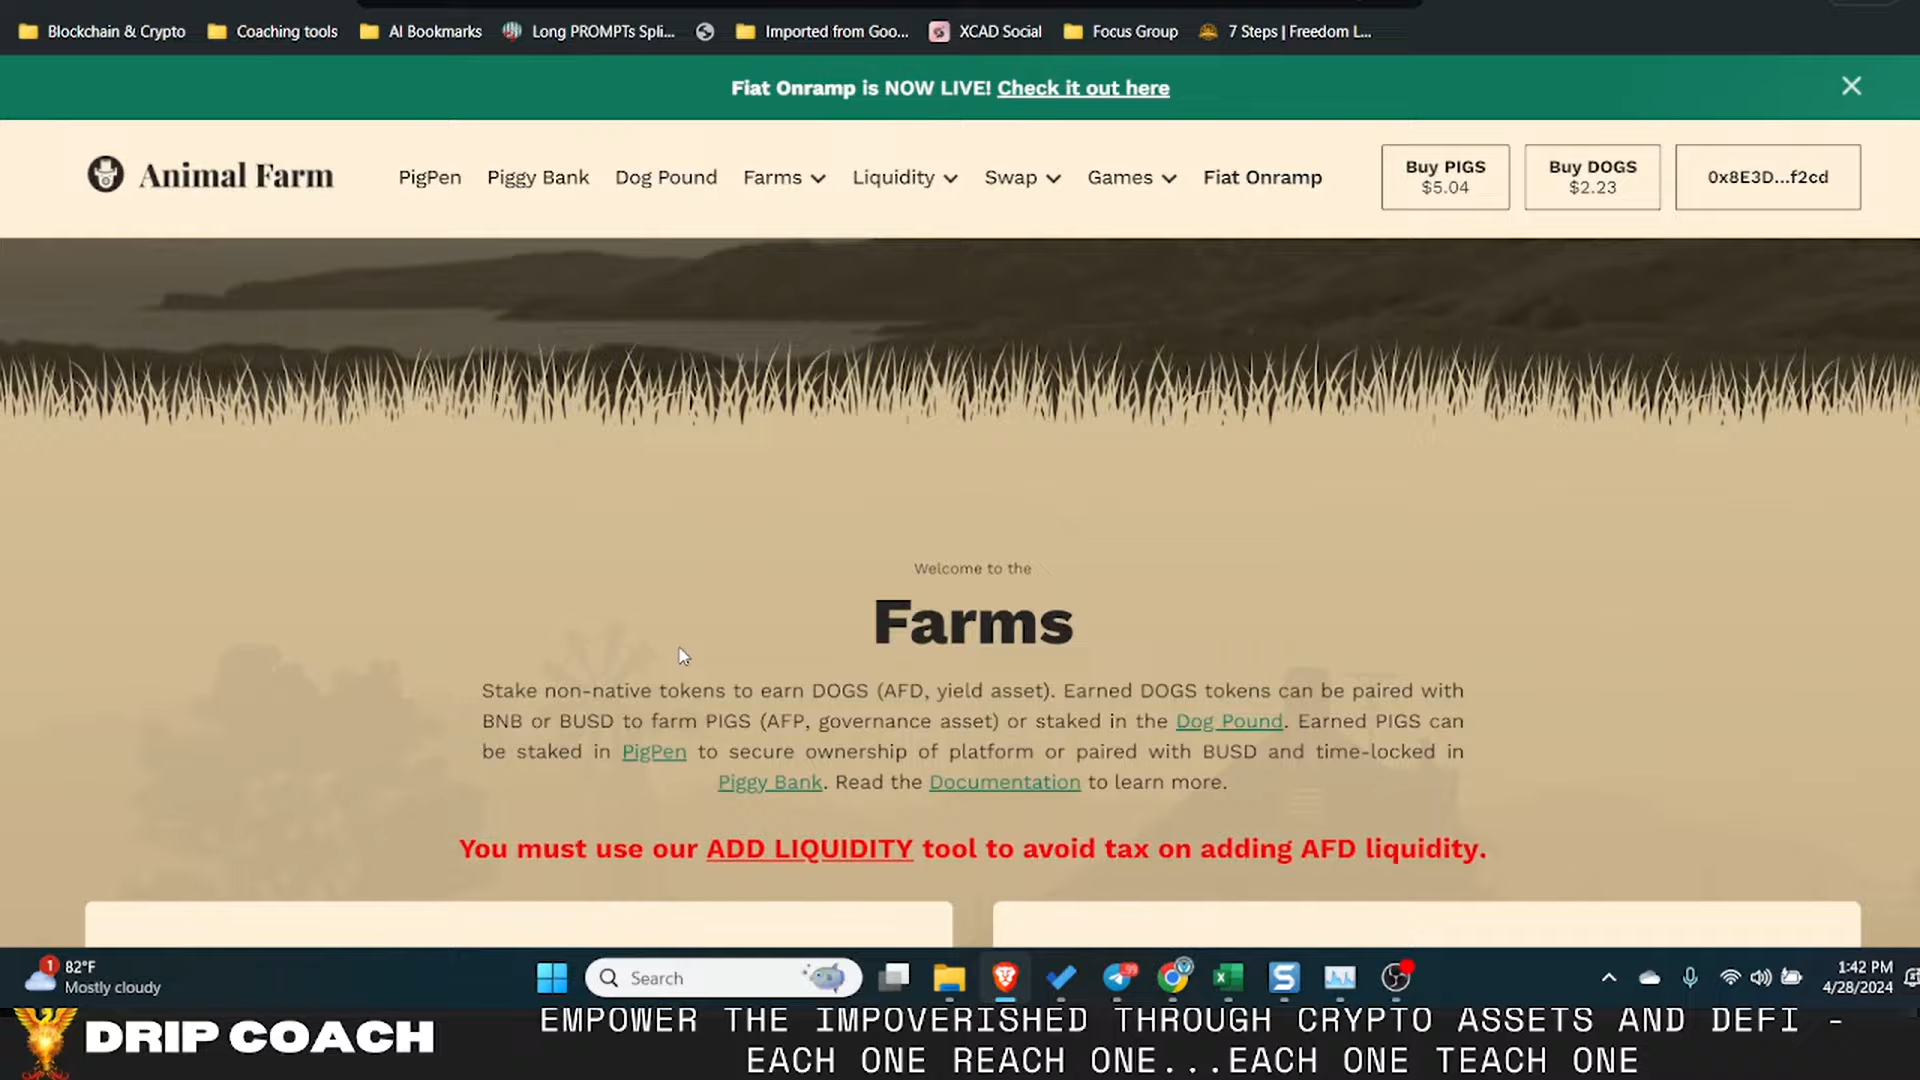 Blockchain & Crypto Coaching tools AI Bookmarks Long PROMPTs Spli... Imported from Goo... XCAD Social Focus Group 7 Steps | Freedom L...
Fiat Onramp is NOW LIVE! Check it out here
Animal Farm PigPen Piggy Bank Dog Pound Farms Liquidity Swap Games Fiat Onramp
Buy PIGS
$5.04
Buy DOGS
$2.23
0x8E3D...f2cd
Welcome to the
Farms
Stake non-native tokens to earn DOGS (AFD, yield asset). Earned DOGS tokens can be paired with
BNB or BUSD to farm PIGS (AFP, governance asset) or staked in the Dog Pound. Earned PIGS can
be staked in PigPen to secure ownership of platform or paired with BUSD and time-locked in
Piggy Bank. Read the Documentation to learn more.
You must use our ADD LIQUIDITY tool to avoid tax on adding AFD liquidity.
1
82°F
Mostly cloudy
Search
99
1:42 PM
4/28/2024
DRIP COACH
EMPOWER THE IMPOVERISHED THROUGH CRYPTO ASSETS AND DEFI -
EACH ONE REACH ONE...EACH ONE TEACH ONE